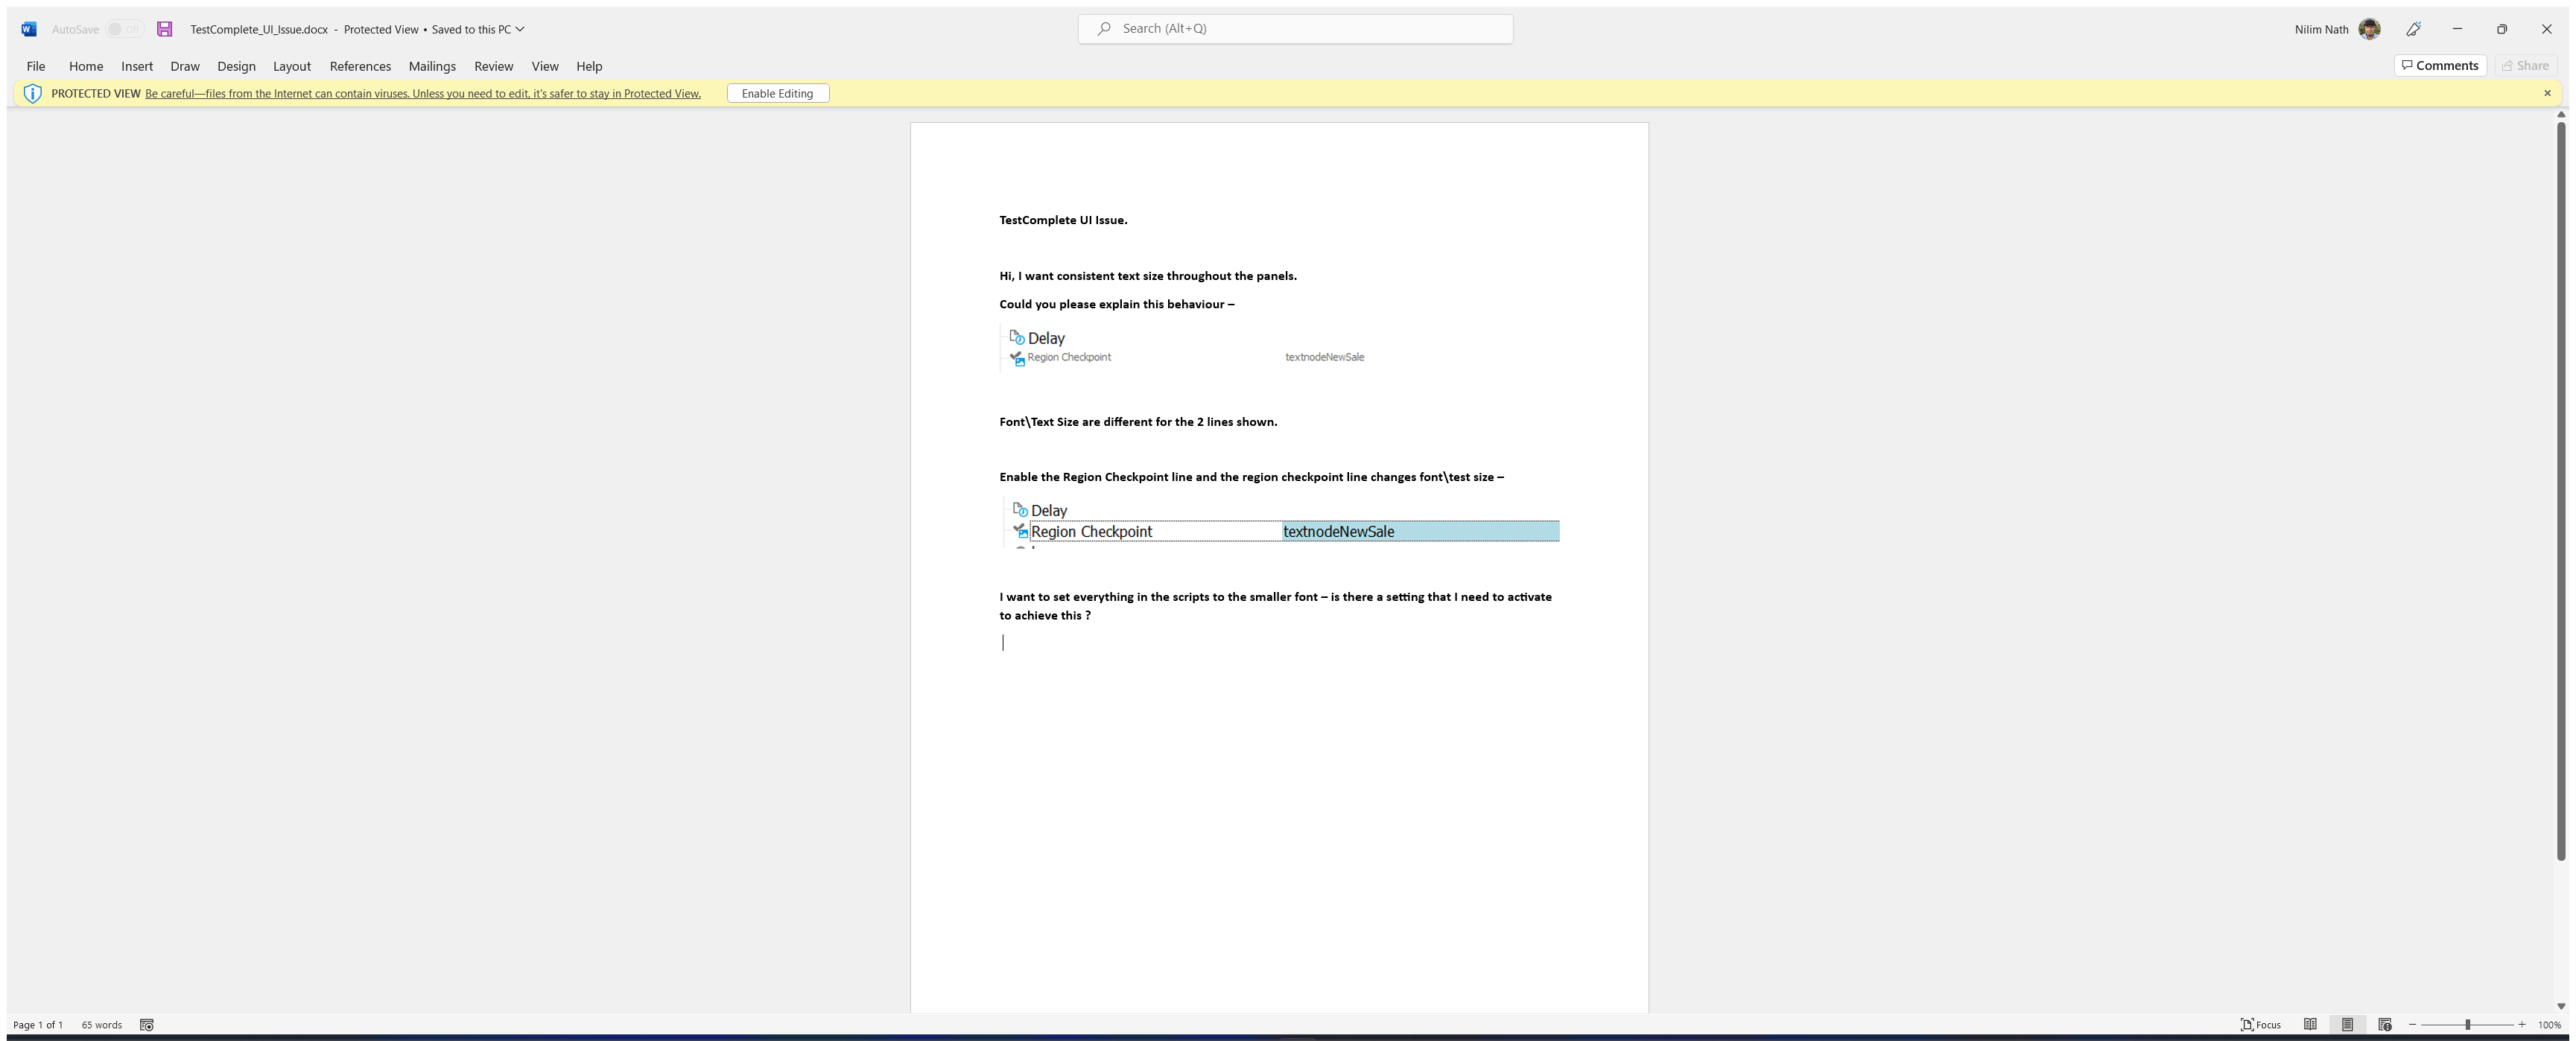 AutoSave Off TestComplete_UI_Issue.docx - Protected View • Saved to this PC Search (Alt+Q) Nilim Nath
File Home Insert Draw Design Layout References Mailings Review View Help Comments Share
PROTECTED VIEW Be careful—files from the Internet can contain viruses. Unless you need to edit, it's safer to stay in Protected View. Enable Editing
TestComplete UI Issue.
Hi, I want consistent text size throughout the panels.
Could you please explain this behaviour –
Delay
Region Checkpoint textnodeNewSale
Font\Text Size are different for the 2 lines shown.
Enable the Region Checkpoint line and the region checkpoint line changes font\test size –
Delay
Region Checkpoint textnodeNewSale
I want to set everything in the scripts to the smaller font – is there a setting that I need to activate
to achieve this ?
Page 1 of 1 65 words Focus 100%